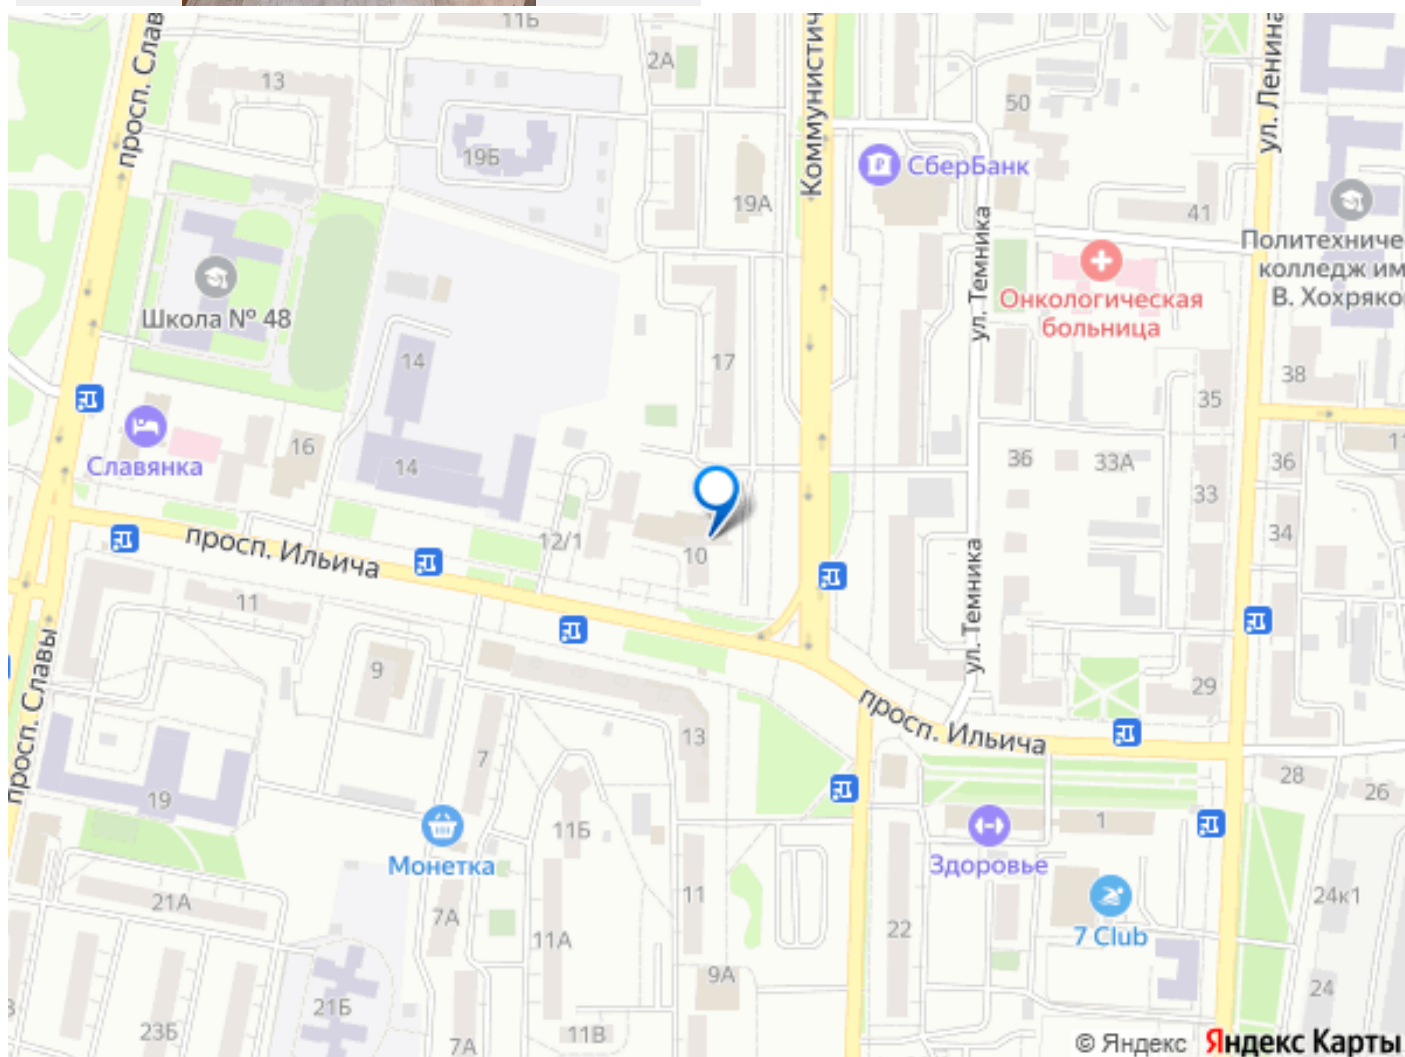 11Б
просп. Слав
13
2А
Коммунистич
50
ул. Ленина
19Б
СберБанк
19А
41
ул. Темника
Политехниче
колледж им
В. Хохряко
Школа № 48
Онкологическая
больница
14
17
38
35
Славянка
16
14
36
33А
36
33
11
34
просп. Ильича
12/1
10
11
ул. Темника
просп. Славы
9
29
13
просп. Ильича
7
28
26
19
11Б
1
Монетка
Здоровье
21А
7А
11
24к1
11А
22
7 Club
9А
24
21Б
23Б
11В
7А
© Яндекс Яндекс Карты